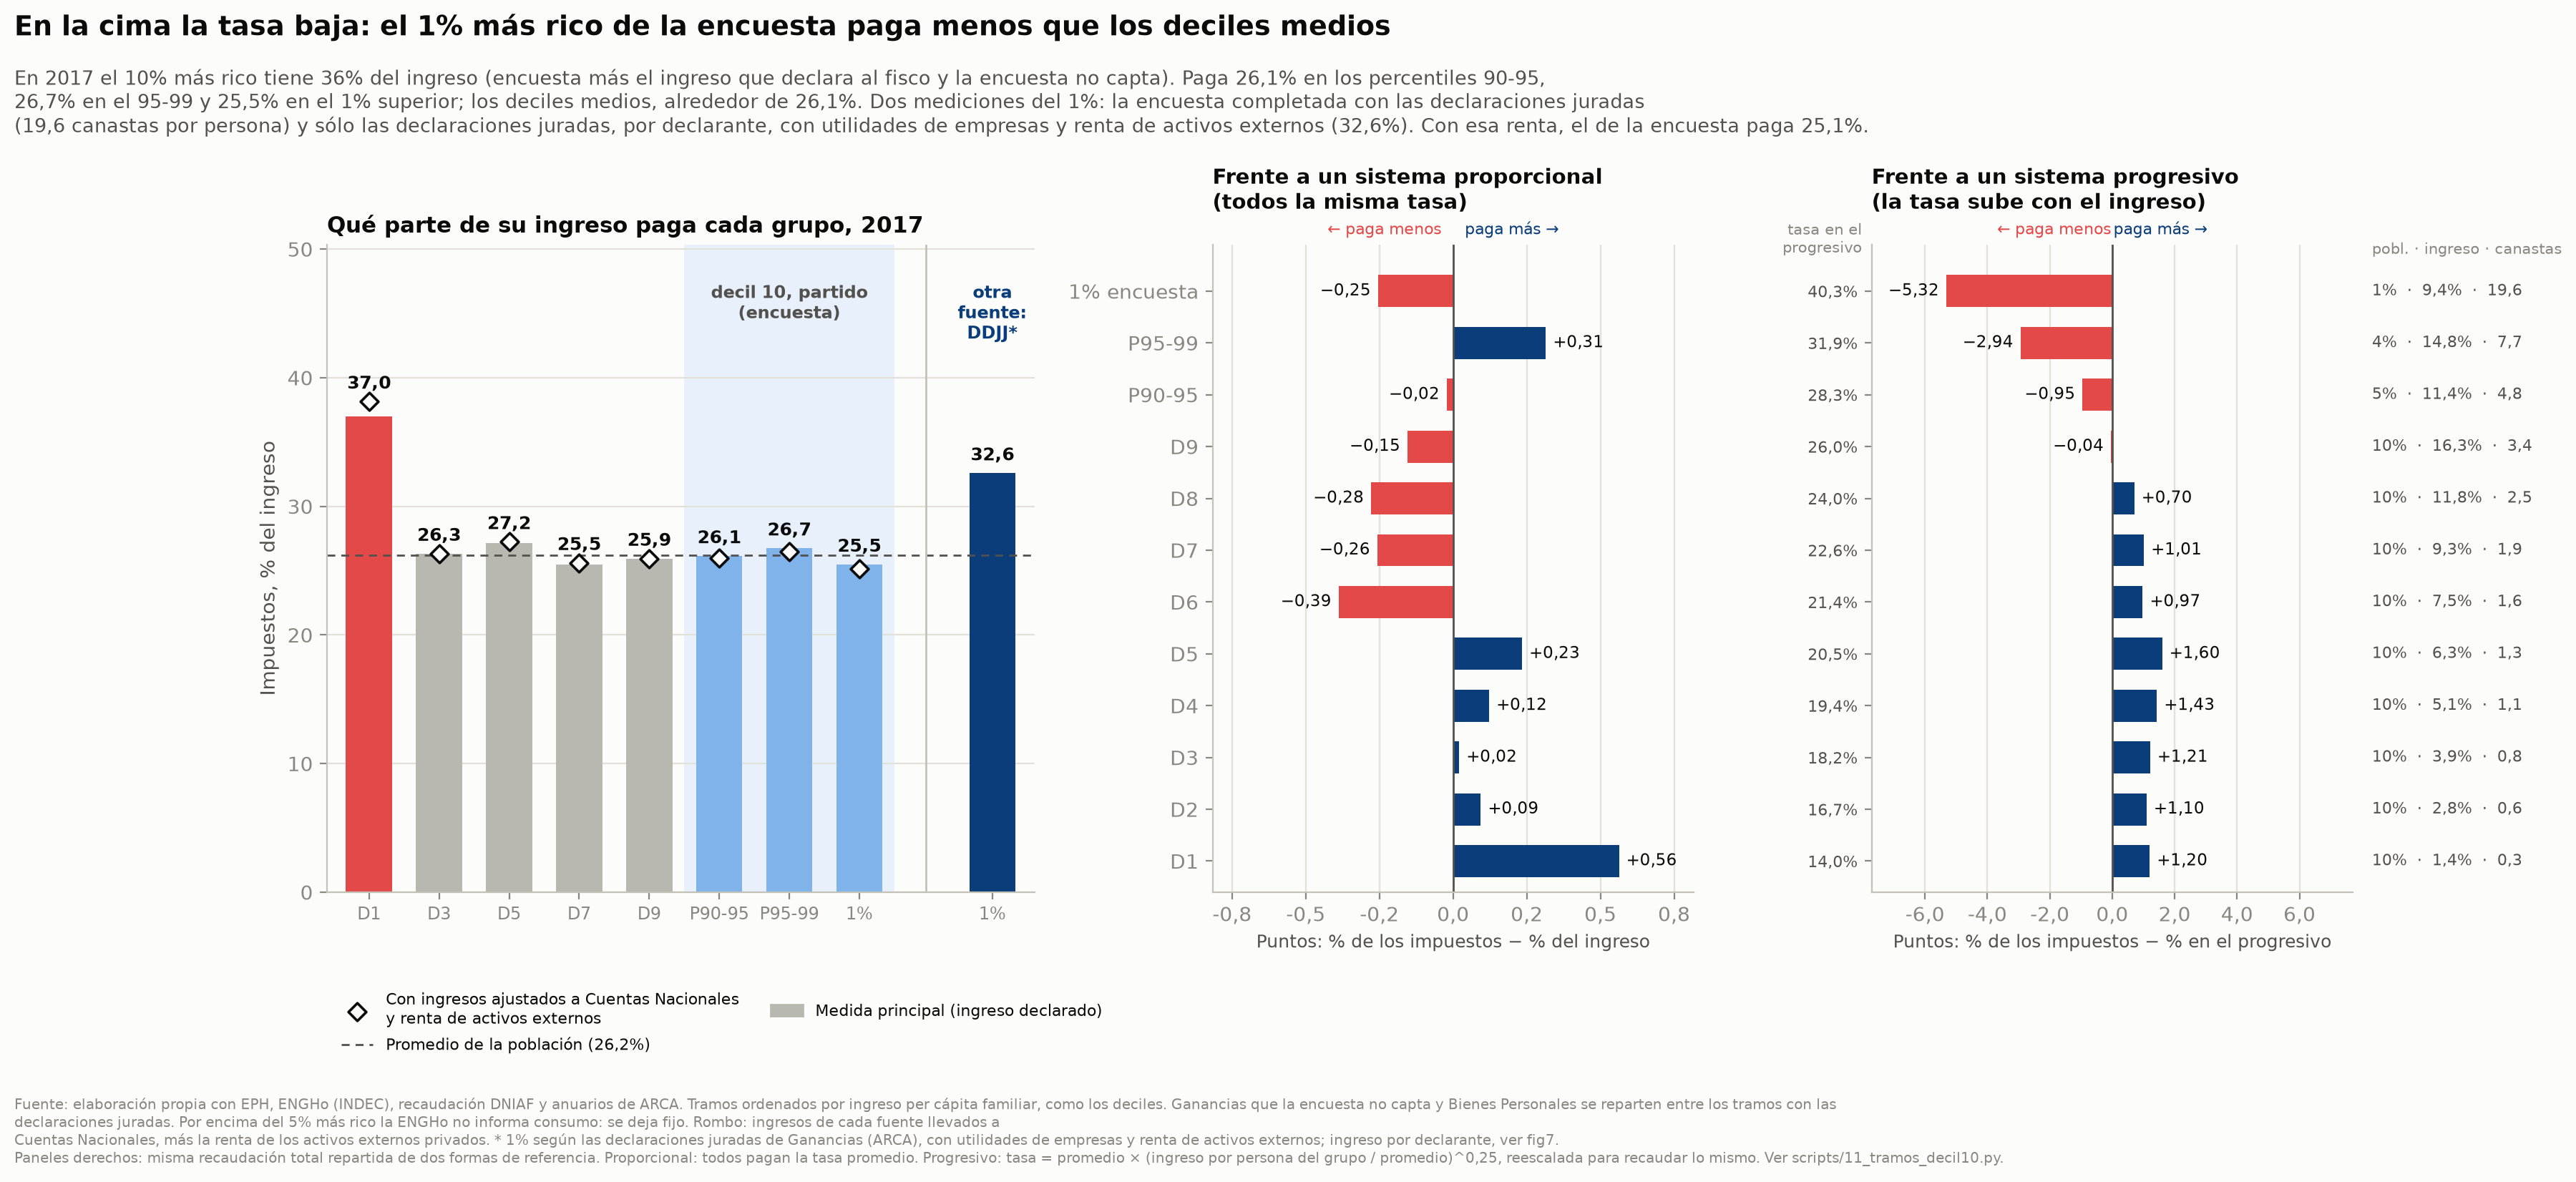 En la cima la tasa baja: el 1% más rico de la encuesta paga menos que los deciles medios
En 2017 el 10% más rico tiene 36% del ingreso (encuesta más el ingreso que declara al fisco y la encuesta no capta). Paga 26,1% en los percentiles 90-95,
26,7% en el 95-99 y 25,5% en el 1% superior; los deciles medios, alrededor de 26,1%. Dos mediciones del 1%: la encuesta completada con las declaraciones juradas
(19,6 canastas por persona) y sólo las declaraciones juradas, por declarante, con utilidades de empresas y renta de activos externos (32,6%). Con esa renta, el de la encuesta paga 25,1%.
Qué parte de su ingreso paga cada grupo, 2017
Impuestos, % del ingreso
50
40
30
20
10
0
decil 10, partido
(encuesta)
otra
fuente:
DDJJ*
37,0
26,3
27,2
25,5
25,9
26,1
26,7
25,5
32,6
D1
D3
D5
D7
D9
P90-95
P95-99
1%
1%
Con ingresos ajustados a Cuentas Nacionales
y renta de activos externos
Promedio de la población (26,2%)
Medida principal (ingreso declarado)
Frente a un sistema proporcional
(todos la misma tasa)
← paga menos
paga más →
1% encuesta
−0,25
P95-99
+0,31
P90-95
−0,02
D9
−0,15
D8
−0,28
D7
−0,26
D6
−0,39
D5
+0,23
D4
+0,12
D3
+0,02
D2
+0,09
D1
+0,56
-0,8
-0,5
-0,2
0,0
0,2
0,5
0,8
Puntos: % de los impuestos − % del ingreso
Frente a un sistema progresivo
(la tasa sube con el ingreso)
tasa en el
progresivo
← paga menos
paga más →
pobl. · ingreso · canastas
40,3%
−5,32
1% · 9,4% · 19,6
31,9%
−2,94
4% · 14,8% · 7,7
28,3%
−0,95
5% · 11,4% · 4,8
26,0%
−0,04
10% · 16,3% · 3,4
24,0%
+0,70
10% · 11,8% · 2,5
22,6%
+1,01
10% · 9,3% · 1,9
21,4%
+0,97
10% · 7,5% · 1,6
20,5%
+1,60
10% · 6,3% · 1,3
19,4%
+1,43
10% · 5,1% · 1,1
18,2%
+1,21
10% · 3,9% · 0,8
16,7%
+1,10
10% · 2,8% · 0,6
14,0%
+1,20
10% · 1,4% · 0,3
-6,0
-4,0
-2,0
0,0
2,0
4,0
6,0
Puntos: % de los impuestos − % en el progresivo
Fuente: elaboración propia con EPH, ENGHo (INDEC), recaudación DNIAF y anuarios de ARCA. Tramos ordenados por ingreso per cápita familiar, como los deciles. Ganancias que la encuesta no capta y Bienes Personales se reparten entre los tramos con las
declaraciones juradas. Por encima del 5% más rico la ENGHo no informa consumo: se deja fijo. Rombo: ingresos de cada fuente llevados a
Cuentas Nacionales, más la renta de los activos externos privados. * 1% según las declaraciones juradas de Ganancias (ARCA), con utilidades de empresas y renta de activos externos; ingreso por declarante, ver fig7.
Paneles derechos: misma recaudación total repartida de dos formas de referencia. Proporcional: todos pagan la tasa promedio. Progresivo: tasa = promedio × (ingreso por persona del grupo / promedio)^0,25, reescalada para recaudar lo mismo. Ver scripts/11_tramos_decil10.py.